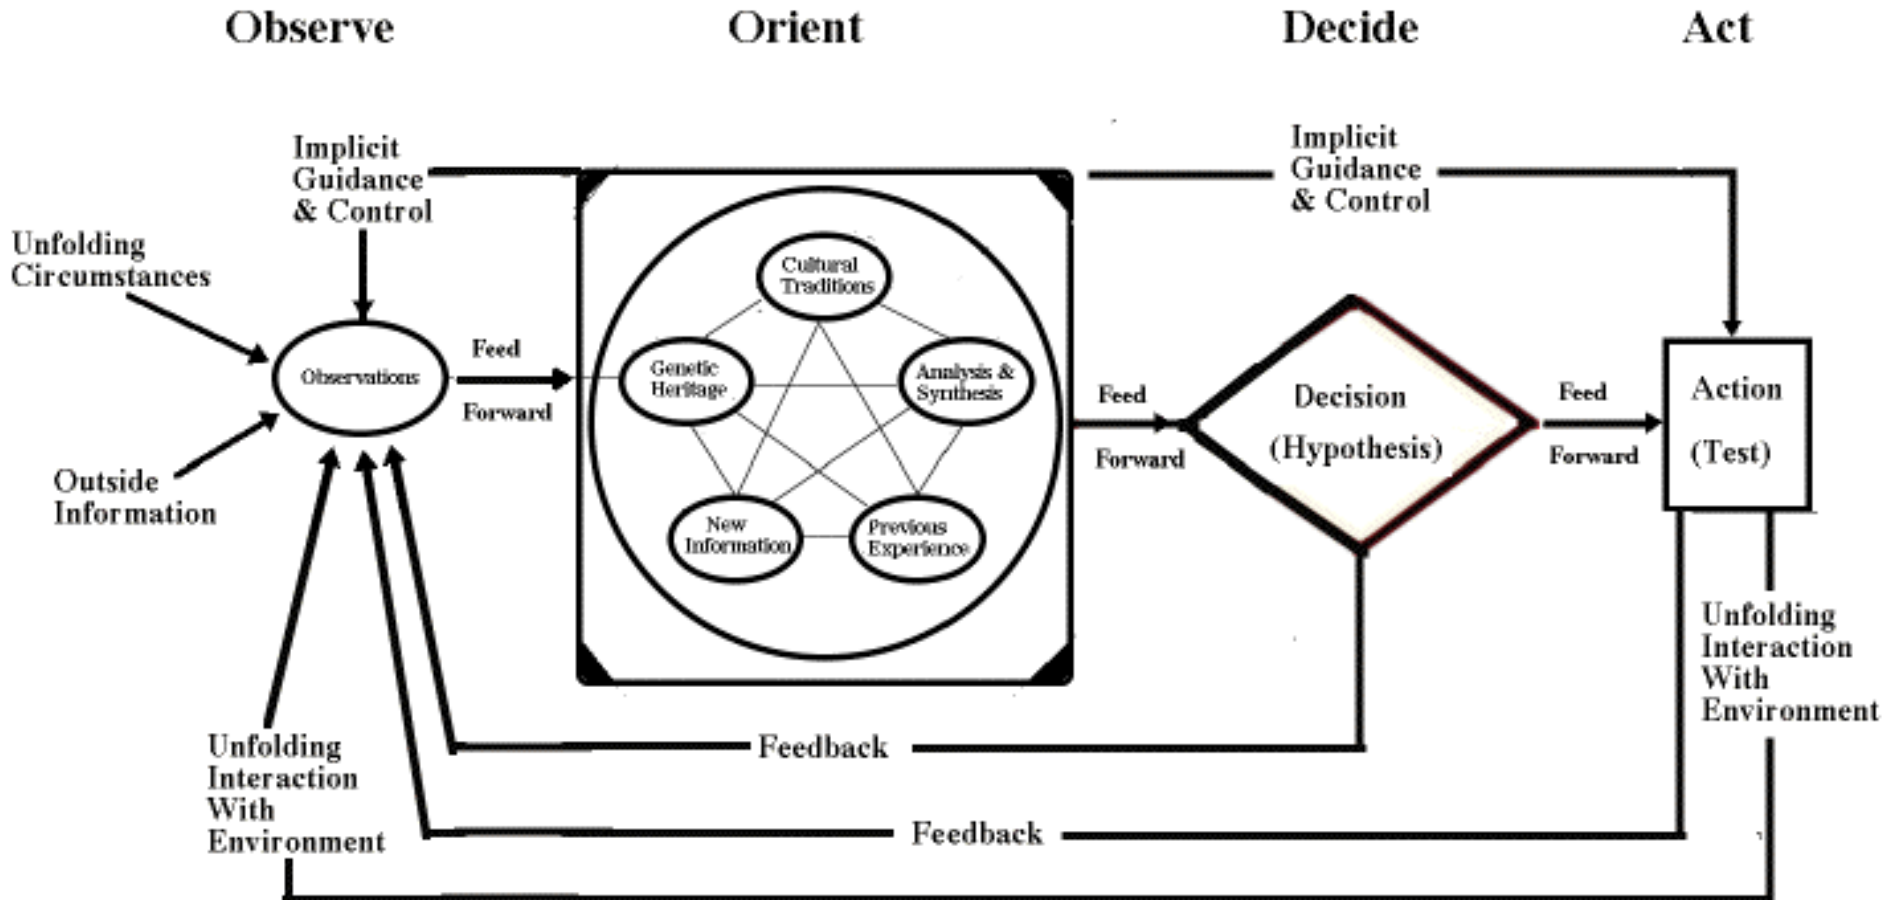 Observe
Orient
Decide
Act
Implicit
Guidance
& Control
Implicit
Guidance
& Control
Unfolding
Circumstances
Outside
Information
Observations
Feed
Forward
Cultural
Traditions
Genetic
Heritage
Analysis &
Synthesis
New
Information
Previous
Experience
Feed
Forward
Decision
(Hypothesis)
Feed
Forward
Action
(Test)
Unfolding
Interaction
With
Environment
Feedback
Unfolding
Interaction
With
Environment
Feedback